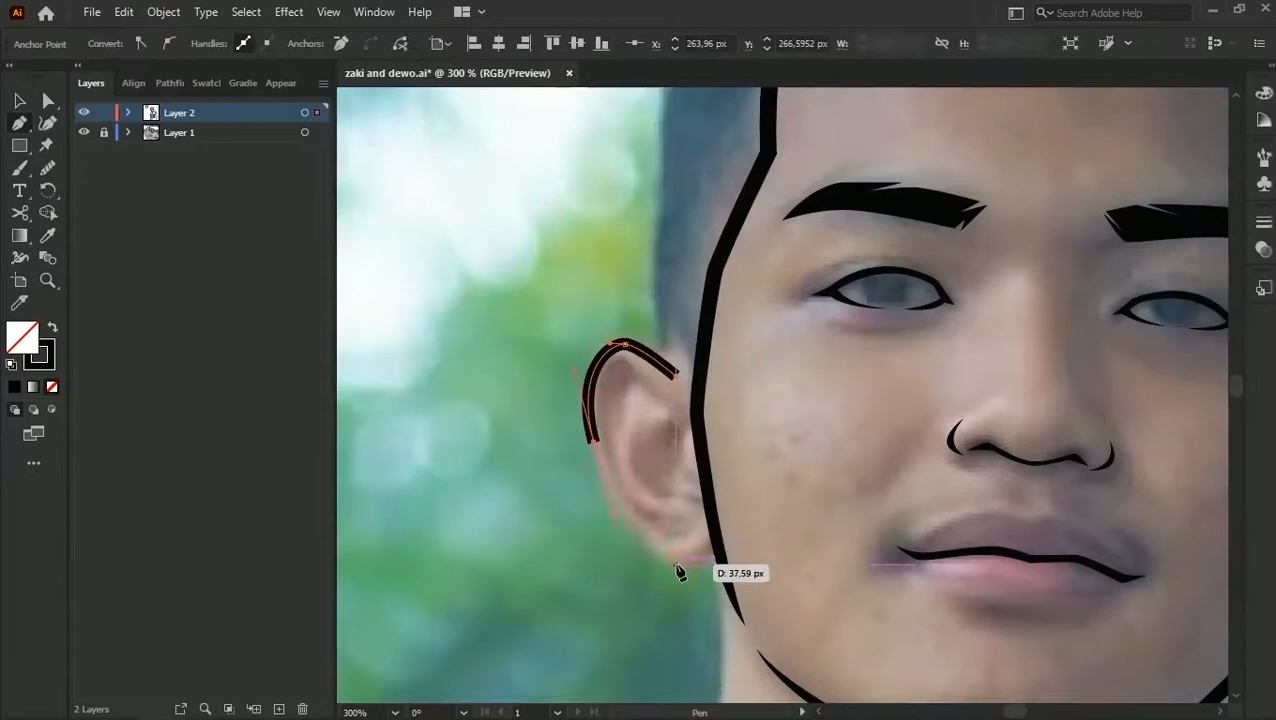 Ai File Edit Object Type Select Effect View Window Help Search Adobe Help
Anchor Point Convert: Handles: Anchors: X: 263,96 px Y: 266,5952 px W: H:
Layers Align Pathfi Swatcl Gradie Appear zaki and dewo.ai* @ 300 % (RGB/Preview)
Layer 2
Layer 1
T
D: 37,59 px
2 Layers 300% 0° 1 Pen